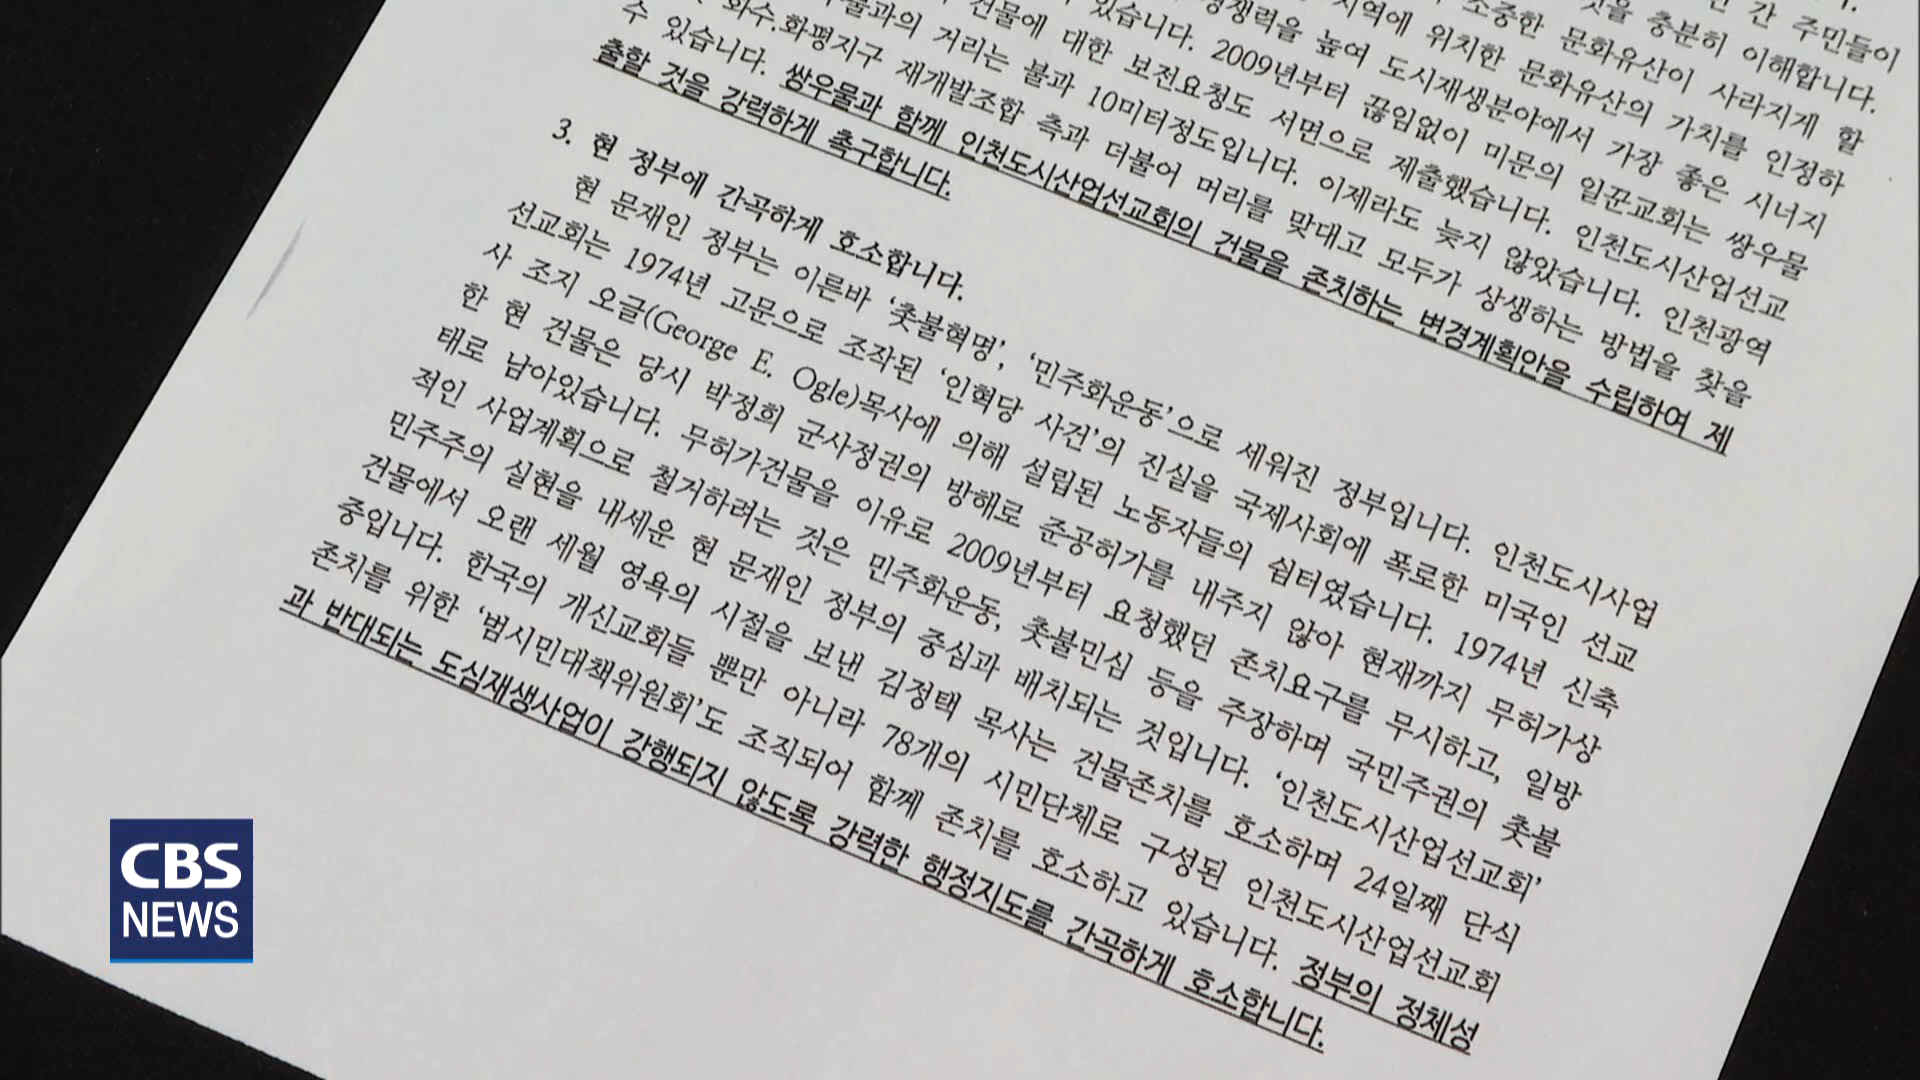 간 주민들이
것을 충분히 이해합니다.
소중한 문화유산이 사라지게 할
지역에 위치한 문화유산의 가치를 인정하
경쟁력을 높여 도시재생분야에서 가장 좋은 시너지
있습니다. 2009년부터 끊임없이 미문의 일꾼교회는 쌍우물
건물에 대한 보전요청도 서면으로 제출했습니다. 인천도시산업선교
거리는 불과 10미터정도입니다. 이제라도 늦지 않았습니다. 인천광역
화수.화평지구 재개발조합 측과 더불어 머리를 맞대고 모두가 상생하는 방법을 찾을
수 있습니다. 쌍우물과 함께 인천도시산업선교회의 건물을 존치하는 변경계획안을 수립하여 제
출할 것을 강력하게 촉구합니다.
3. 현 정부에 간곡하게 호소합니다.
현 문재인 정부는 이른바 '촛불혁명', '민주화운동'으로 세워진 정부입니다. 인천도시사업
선교회는 1974년 고문으로 조작된 '인혁당 사건'의 진실을 국제사회에 폭로한 미국인 선교
사 조지 오글(George E. Ogle)목사에 의해 설립된 노동자들의 쉼터였습니다. 1974년 신축
한 현 건물은 당시 박정희 군사정권의 방해로 준공허가를 내주지 않아 현재까지 무허가상
태로 남아있습니다. 무허가건물을 이유로 2009년부터 요청했던 존치요구를 무시하고, 일방
적인 사업계획으로 철거하려는 것은 민주화운동, 촛불민심 등을 주장하며 국민주권의 촛불
민주주의 실현을 내세운 현 문재인 정부의 중심과 배치되는 것입니다. '인천도시산업선교회'
건물에서 오랜 세월 영욕의 시절을 보낸 김정택 목사는 건물존치를 호소하며 24일째 단식
중입니다. 한국의 개신교회들 뿐만 아니라 78개의 시민단체로 구성된 인천도시산업선교회
존치를 위한 '범시민대책위원회'도 조직되어 함께 존치를 호소하고 있습니다. 정부의 정체성
과 반대되는 도심재생사업이 강행되지 않도록 강력한 행정지도를 간곡하게 호소합니다.
CBS
NEWS